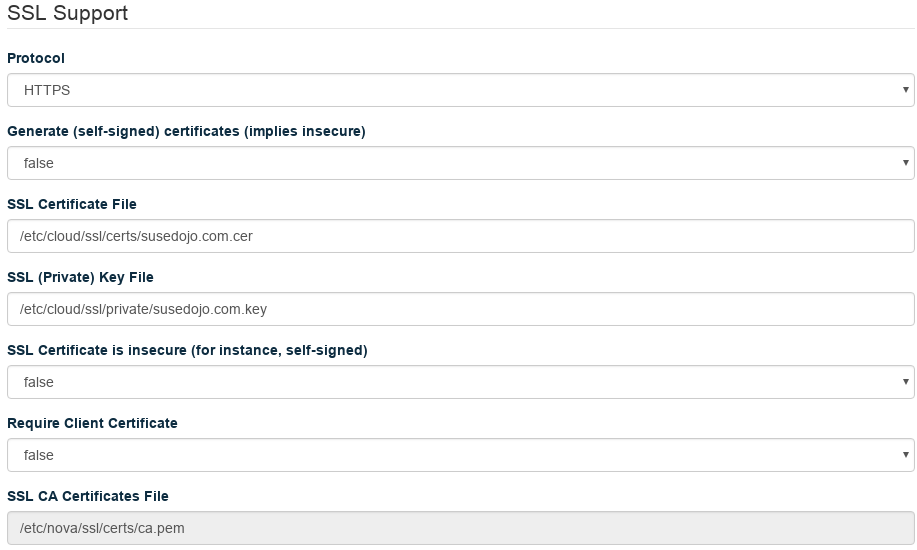 SSL Support
Protocol
HTTPS
Generate (self-signed) certificates (implies insecure)
false
SSL Certificate File
/etc/cloud/ssl/certs/susedojo.com.cer
SSL (Private) Key File
/etc/cloud/ssl/private/susedojo.com.key
SSL Certificate is insecure (for instance, self-signed)
false
Require Client Certificate
false
SSL CA Certificates File
/etc/nova/ssl/certs/ca.pem